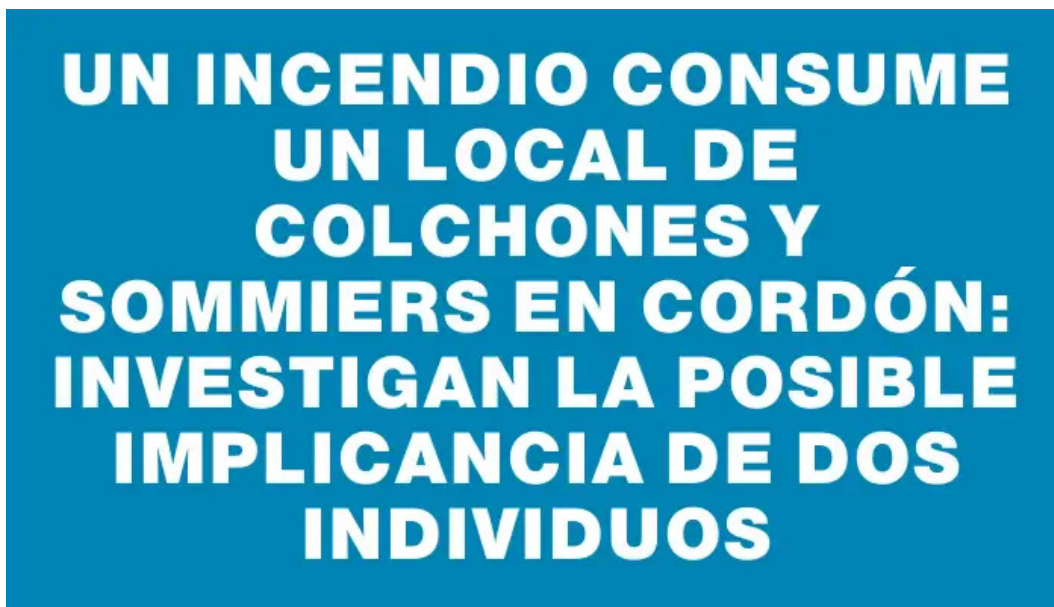 UN INCENDIO CONSUME
UN LOCAL DE
COLCHONES Y
SOMMIERS EN CORDÓN:
INVESTIGAN LA POSIBLE
IMPLICANCIA DE DOS
INDIVIDUOS